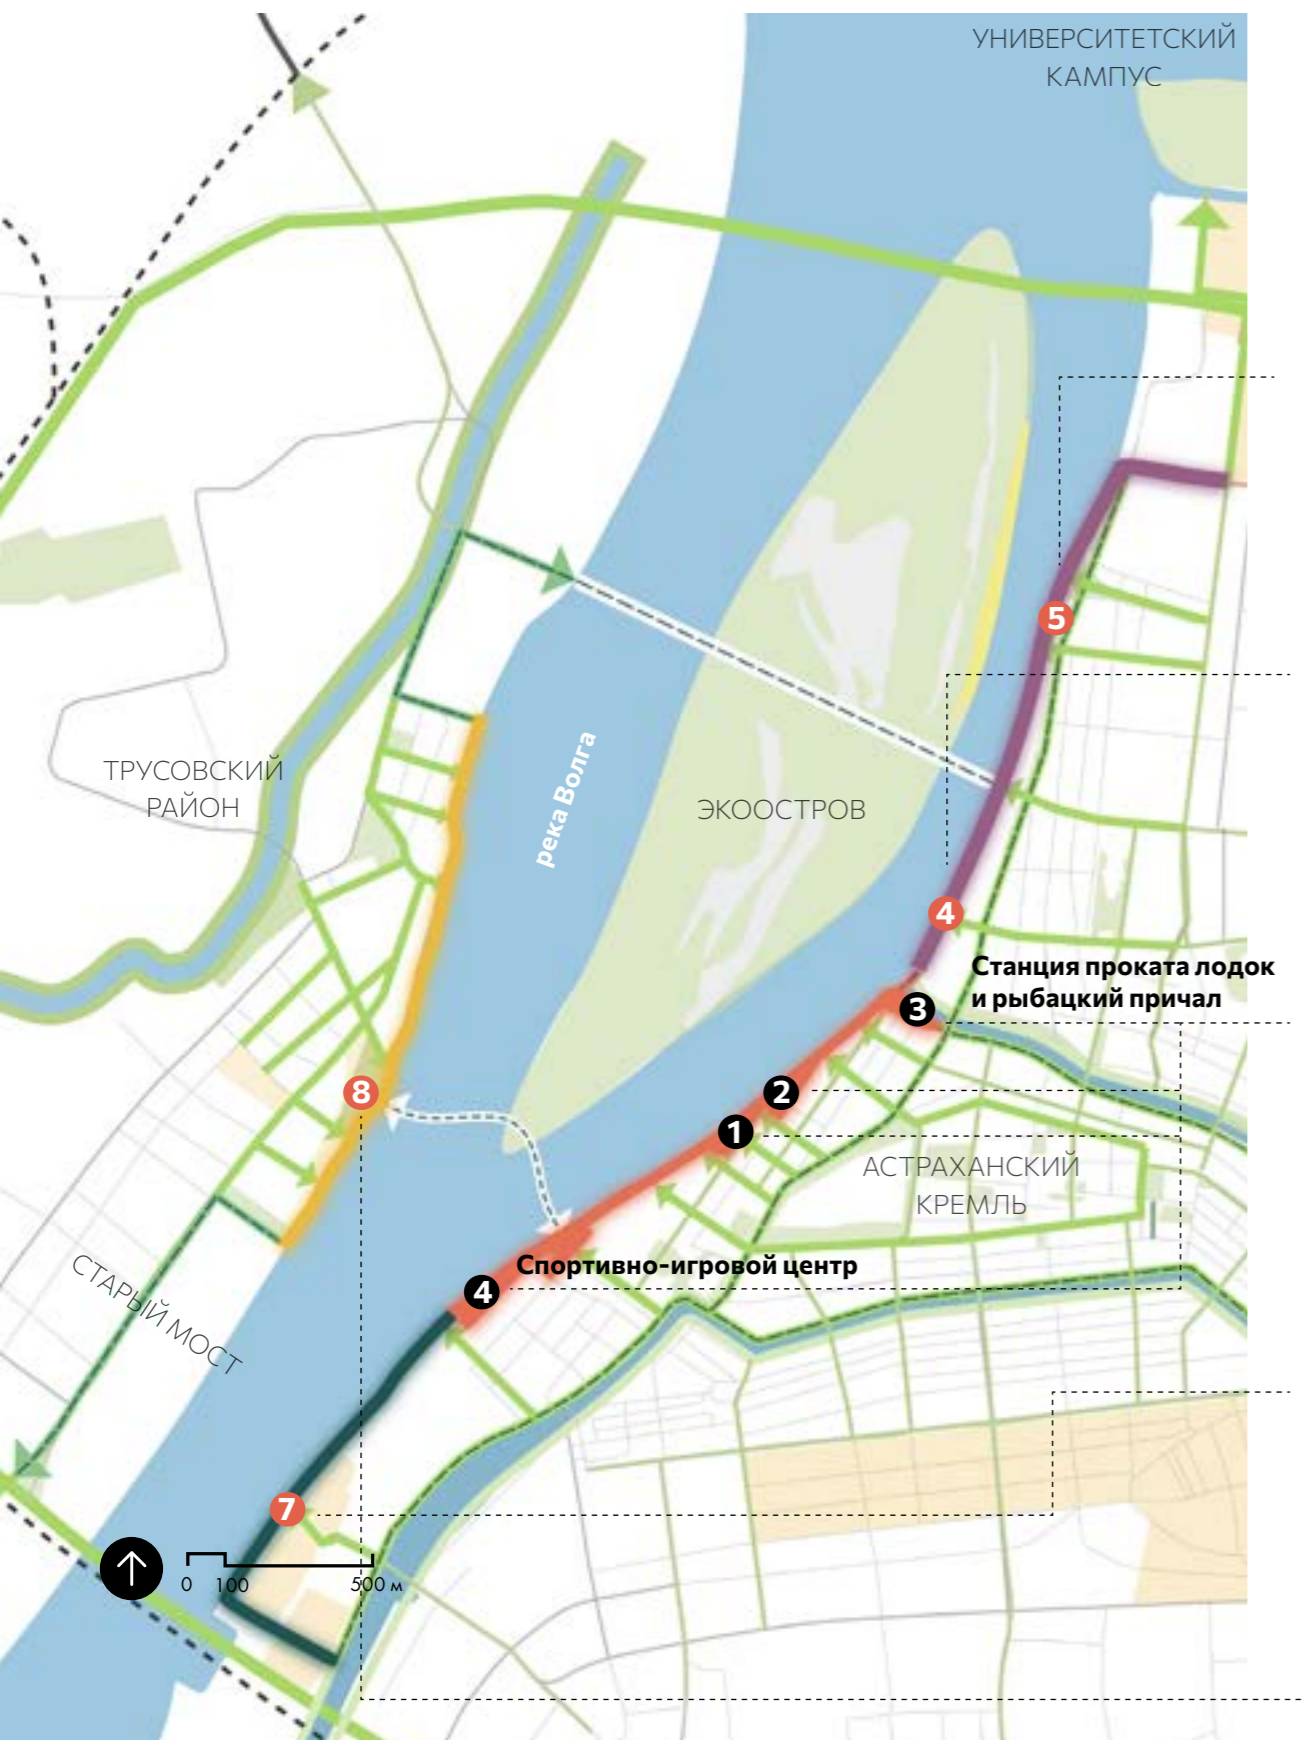 УНИВЕРСИТЕТСКИЙ
КАМПУС
5
ТРУСОВСКИЙ
РАЙОН
река Волга
ЭКООСТРОВ
4
Станция проката лодок
и рыбацкий причал
3
8
2
1
АСТРАХАНСКИЙ
КРЕМЛЬ
СТАРЫЙ МОСТ
Спортивно-игровой центр
4
7
0 100 500 м